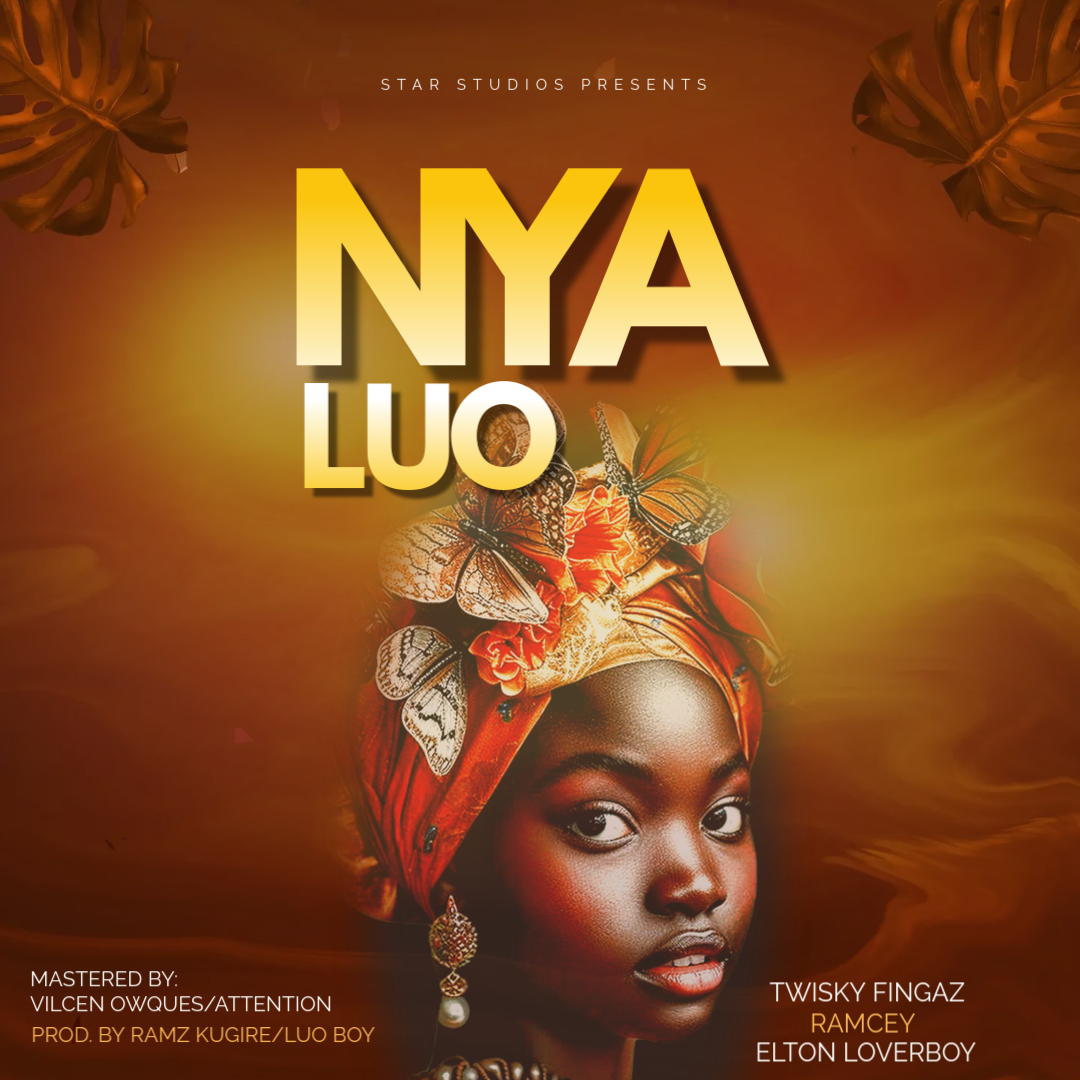 STAR STUDIOS PRESENTS
NYA
LUO
MASTERED BY:
VILCEN OWQUES/ATTENTION
PROD. BY RAMZ KUGIRE/LUO BOY
TWISKY FINGAZ
RAMCEY
ELTON LOVERBOY